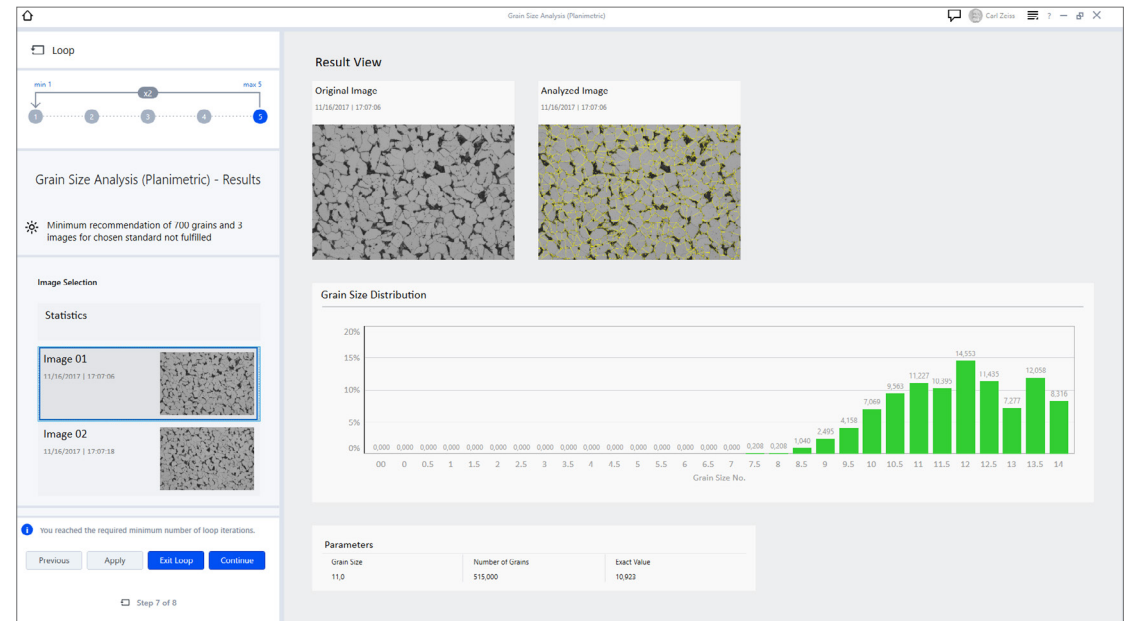 Grain Size Analysis (Planimetric)
Carl Zeiss
?
Loop
min 1
max 5
x2
1 2 3 4 5
Grain Size Analysis (Planimetric) - Results
Minimum recommendation of 700 grains and 3
images for chosen standard not fulfilled
Image Selection
Statistics
Image 01
11/16/2017 | 17:07:06
Image 02
11/16/2017 | 17:07:18
You reached the required minimum number of loop iterations.
Previous Apply Exit Loop Continue
Step 7 of 8
Result View
Original Image
11/16/2017 | 17:07:06
Analyzed Image
11/16/2017 | 17:07:06
Grain Size Distribution
20%
15%
10%
5%
0%
0,000 0,000 0,000 0,000 0,000 0,000 0,000 0,000 0,000 0,000 0,000 0,000 0,000 0,000 0,000 0,208 0,208 1,040 2,495 4,158 7,069 9,563 11,227 10,395 14,553 11,435 7,277 12,058 8,316
00 0 0.5 1 1.5 2 2.5 3 3.5 4 4.5 5 5.5 6 6.5 7 7.5 8 8.5 9 9.5 10 10.5 11 11.5 12 12.5 13 13.5 14
Grain Size No.
Parameters
Grain Size Number of Grains Exact Value
11,0 515,000 10,923